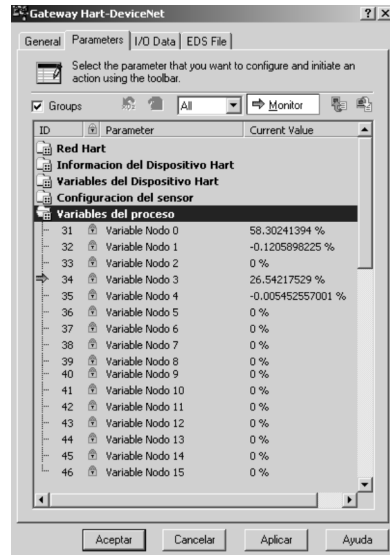 Gateway Hart-DeviceNet
General Parameters I/O Data EDS File
Select the parameter that you want to configure and initiate an
action using the toolbar.
Groups All Monitor
ID Parameter Current Value
Red Hart
Informacion del Dispositivo Hart
Variables del Dispositivo Hart
Configuracion del sensor
Variables del proceso
31 Variable Nodo 0 58.30241394 %
32 Variable Nodo 1 -0.1205898225 %
33 Variable Nodo 2 0 %
34 Variable Nodo 3 26.54217529 %
35 Variable Nodo 4 -0.005452557001 %
36 Variable Nodo 5 0 %
37 Variable Nodo 6 0 %
38 Variable Nodo 7 0 %
39 Variable Nodo 8 0 %
40 Variable Nodo 9 0 %
41 Variable Nodo 10 0 %
42 Variable Nodo 11 0 %
43 Variable Nodo 12 0 %
44 Variable Nodo 13 0 %
45 Variable Nodo 14 0 %
46 Variable Nodo 15 0 %
Aceptar Cancelar Aplicar Ayuda